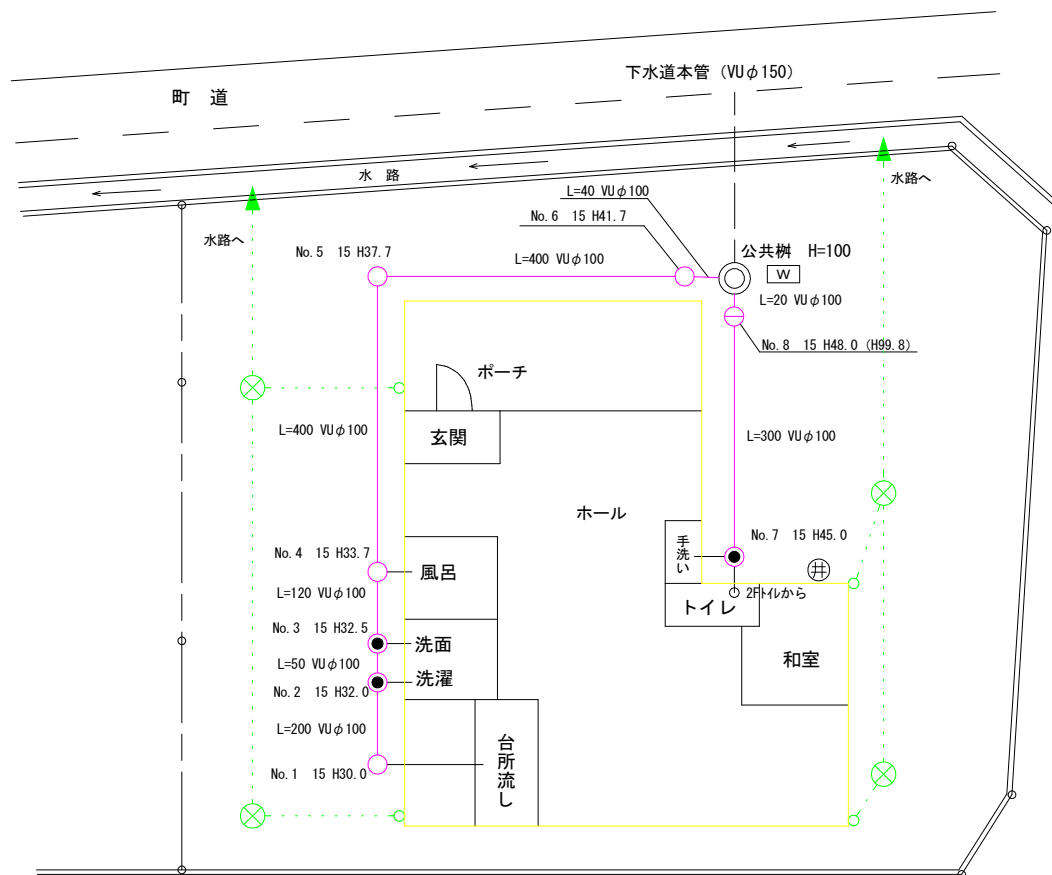 下水道本管 (VUφ150)
町 道
水 路
水路へ
水路へ
L=40 VUφ100
No.6 15 H41.7
No.5 15 H37.7
L=400 VUφ100
公共桝 H=100
W
L=20 VUφ100
No.8 15 H48.0 (H99.8)
ポーチ
玄関
L=400 VUφ100
L=300 VUφ100
ホール
手洗い
No.7 15 H45.0
井
No.4 15 H33.7
風呂
L=120 VUφ100
トイレ
2Fトイレから
No.3 15 H32.5
洗面
L=50 VUφ100
洗濯
No.2 15 H32.0
和室
L=200 VUφ100
台所流し
No.1 15 H30.0